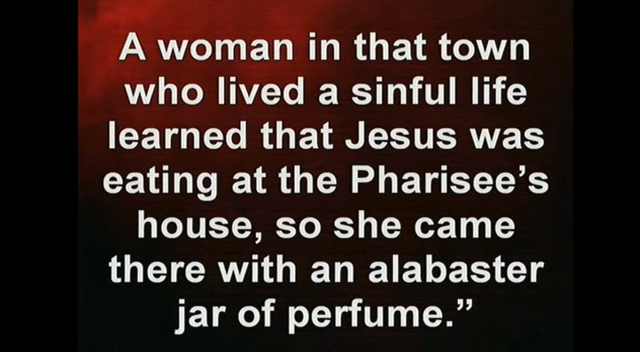 A woman in that town
who lived a sinful life
learned that Jesus was
eating at the Pharisee’s
house, so she came
there with an alabaster
jar of perfume.”